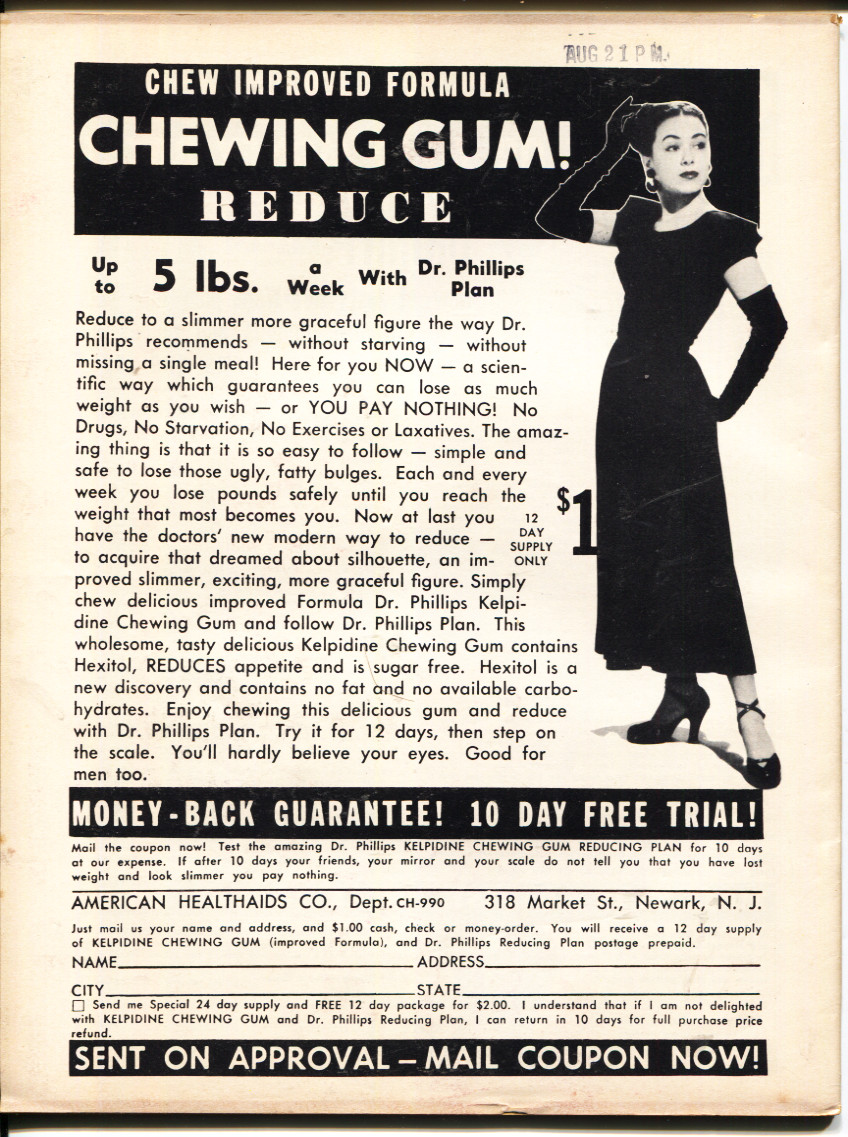 AUG 21 PM
CHEW IMPROVED FORMULA
CHEWING GUM!
REDUCE
Up to 5 lbs. a Week With Dr. Phillips Plan
Reduce to a slimmer more graceful figure the way Dr.
Phillips recommends — without starving — without
missing a single meal! Here for you NOW — a scien-
tific way which guarantees you can lose as much
weight as you wish — or YOU PAY NOTHING! No
Drugs, No Starvation, No Exercises or Laxatives. The amaz-
ing thing is that it is so easy to follow — simple and
safe to lose those ugly, fatty bulges. Each and every
week you lose pounds safely until you reach the
weight that most becomes you. Now at last you
have the doctors' new modern way to reduce —
to acquire that dreamed about silhouette, an im-
proved slimmer, exciting, more graceful figure. Simply
chew delicious improved Formula Dr. Phillips Kelpi-
dine Chewing Gum and follow Dr. Phillips Plan. This
wholesome, tasty delicious Kelpidine Chewing Gum contains
Hexitol, REDUCES appetite and is sugar free. Hexitol is a
new discovery and contains no fat and no available carbo-
hydrates. Enjoy chewing this delicious gum and reduce
with Dr. Phillips Plan. Try it for 12 days, then step on
the scale. You'll hardly believe your eyes. Good for
men too.
12
DAY
SUPPLY
ONLY
$1
MONEY-BACK GUARANTEE! 10 DAY FREE TRIAL!
Mail the coupon now! Test the amazing Dr. Phillips KELPIDINE CHEWING GUM REDUCING PLAN for 10 days
at our expense. If after 10 days your friends, your mirror and your scale do not tell you that you have lost
weight and look slimmer you pay nothing.
AMERICAN HEALTHAIDS CO., Dept. CH-990 318 Market St., Newark, N. J.
Just mail us your name and address, and $1.00 cash, check or money-order. You will receive a 12 day supply
of KELPIDINE CHEWING GUM (improved Formula), and Dr. Phillips Reducing Plan postage prepaid.
NAME ADDRESS
CITY STATE
Send me Special 24 day supply and FREE 12 day package for $2.00. I understand that if I am not delighted
with KELPIDINE CHEWING GUM and Dr. Phillips Reducing Plan, I can return in 10 days for full purchase price
refund.
SENT ON APPROVAL – MAIL COUPON NOW!